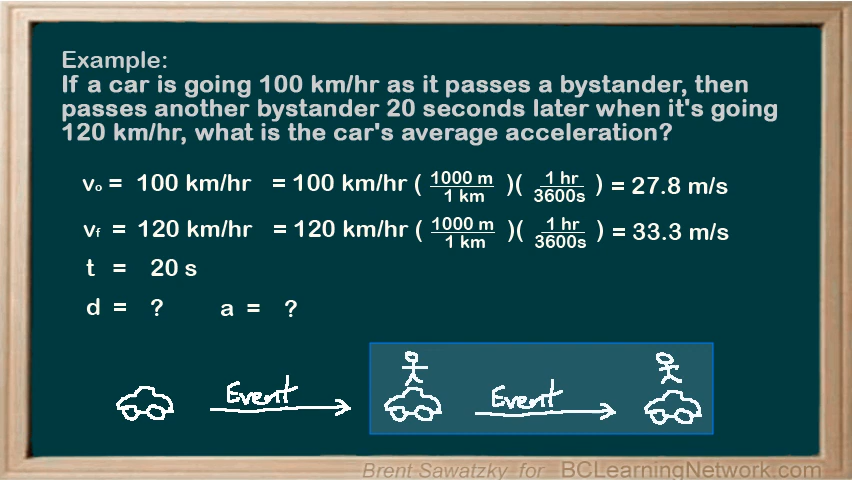 Example:
If a car is going 100 km/hr as it passes a bystander, then
passes another bystander 20 seconds later when it's going
120 km/hr, what is the car's average acceleration?
v₀ = 100 km/hr = 100 km/hr ( 1000 m / 1 km )( 1 hr / 3600s ) = 27.8 m/s
vf = 120 km/hr = 120 km/hr ( 1000 m / 1 km )( 1 hr / 3600s ) = 33.3 m/s
t = 20 s
d = ? a = ?
Event Event
Brent Sawatzky for BCLearningNetwork.com